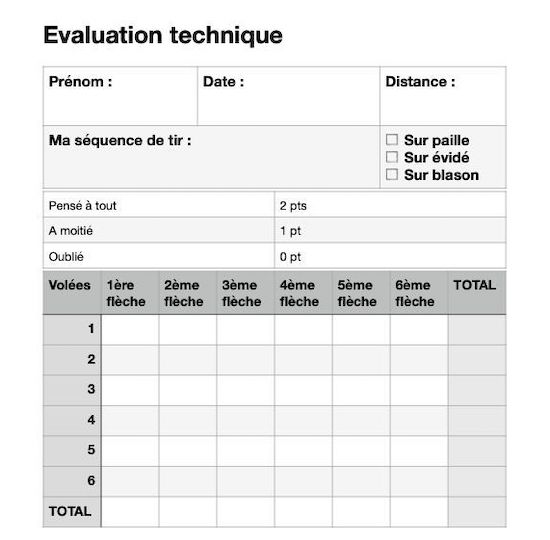 Evaluation technique
Prénom : Date : Distance :
Ma séquence de tir :
Sur paille
Sur évidé
Sur blason
Pensé à tout 2 pts
A moitié 1 pt
Oublié 0 pt
Volées 1ère flèche 2ème flèche 3ème flèche 4ème flèche 5ème flèche 6ème flèche TOTAL
1
2
3
4
5
6
TOTAL